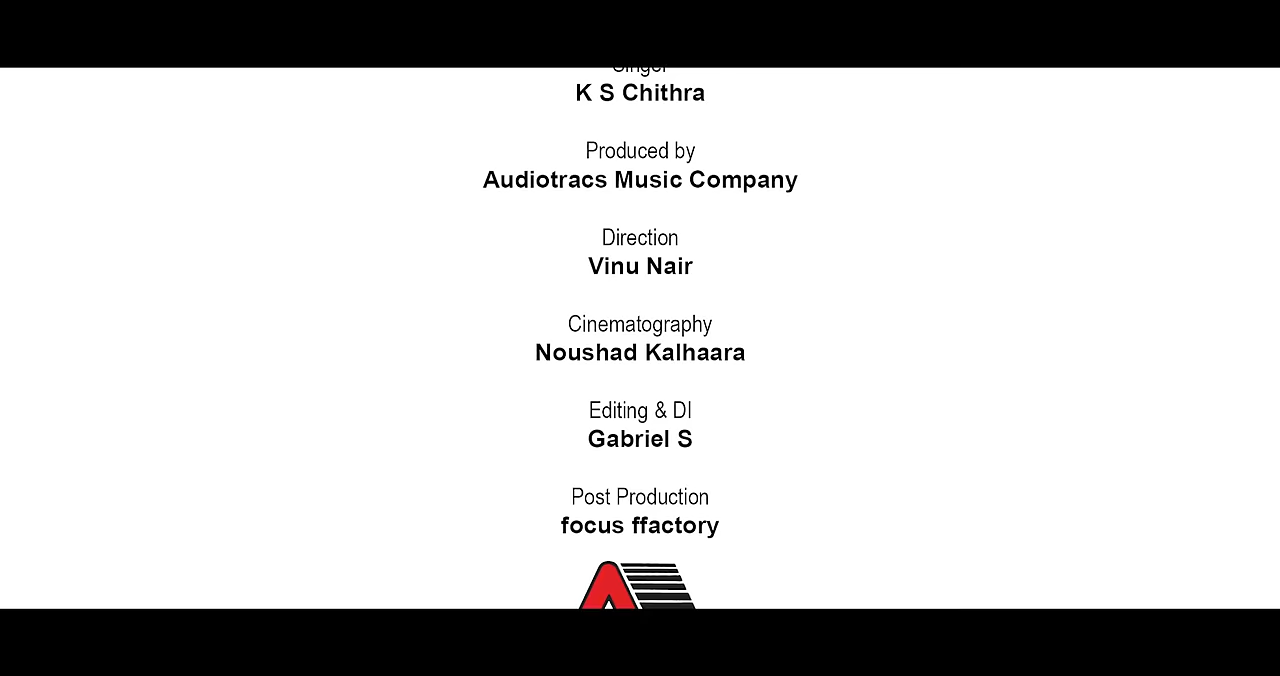 Singer
K S Chithra
Produced by
Audiotracs Music Company
Direction
Vinu Nair
Cinematography
Noushad Kalhaara
Editing & DI
Gabriel S
Post Production
focus ffactory